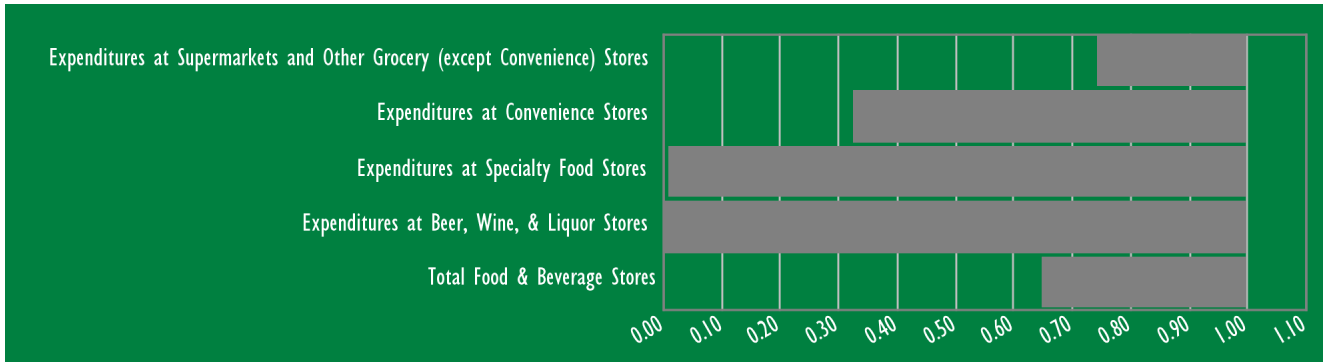 Expenditures at Supermarkets and Other Grocery (except Convenience) Stores
Expenditures at Convenience Stores
Expenditures at Specialty Food Stores
Expenditures at Beer, Wine, & Liquor Stores
Total Food & Beverage Stores
0.00 0.10 0.20 0.30 0.40 0.50 0.60 0.70 0.80 0.90 1.00 1.10